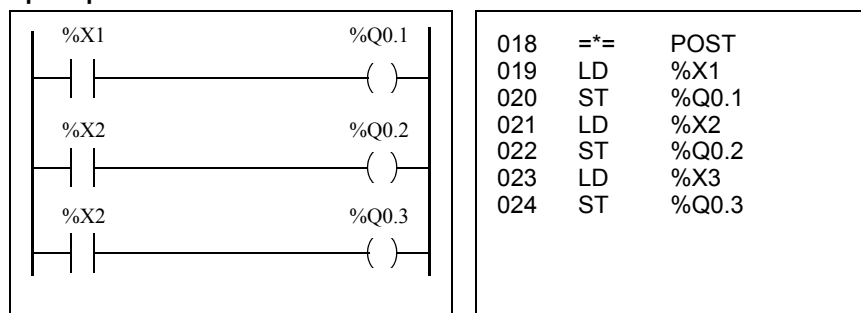 %X1 %Q0.1
%X2 %Q0.2
%X2 %Q0.3
018 =*= POST
019 LD %X1
020 ST %Q0.1
021 LD %X2
022 ST %Q0.2
023 LD %X3
024 ST %Q0.3